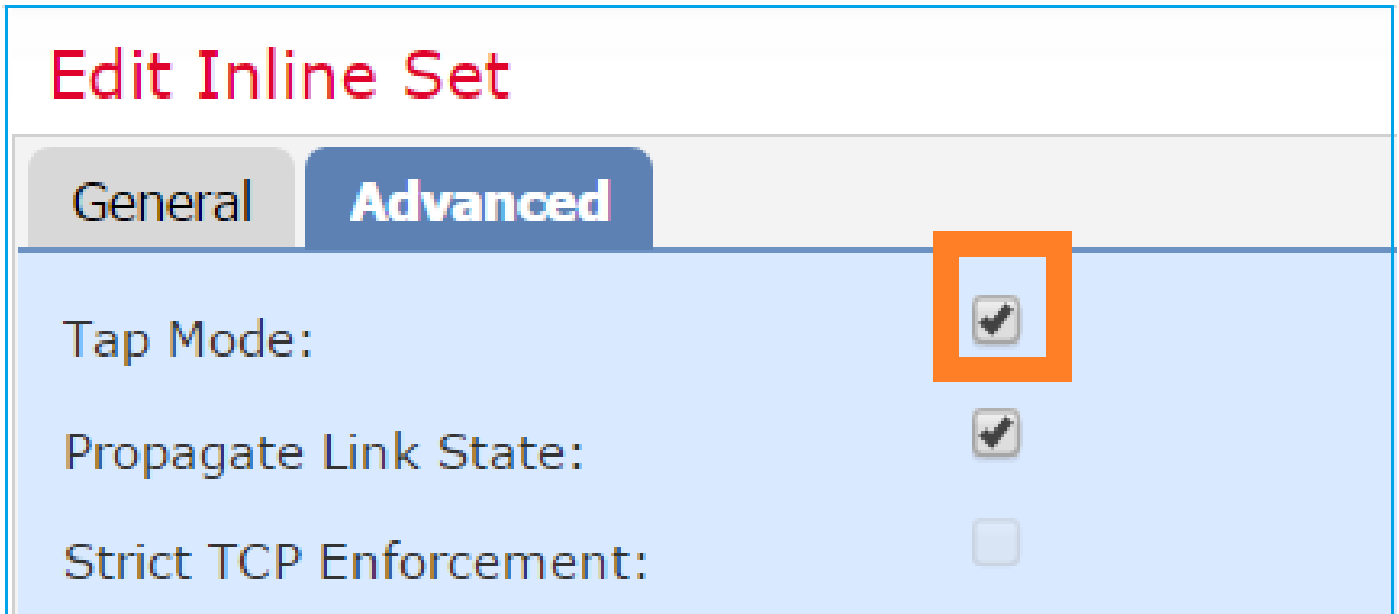 Edit Inline Set
General Advanced
Tap Mode:
Propagate Link State:
Strict TCP Enforcement: